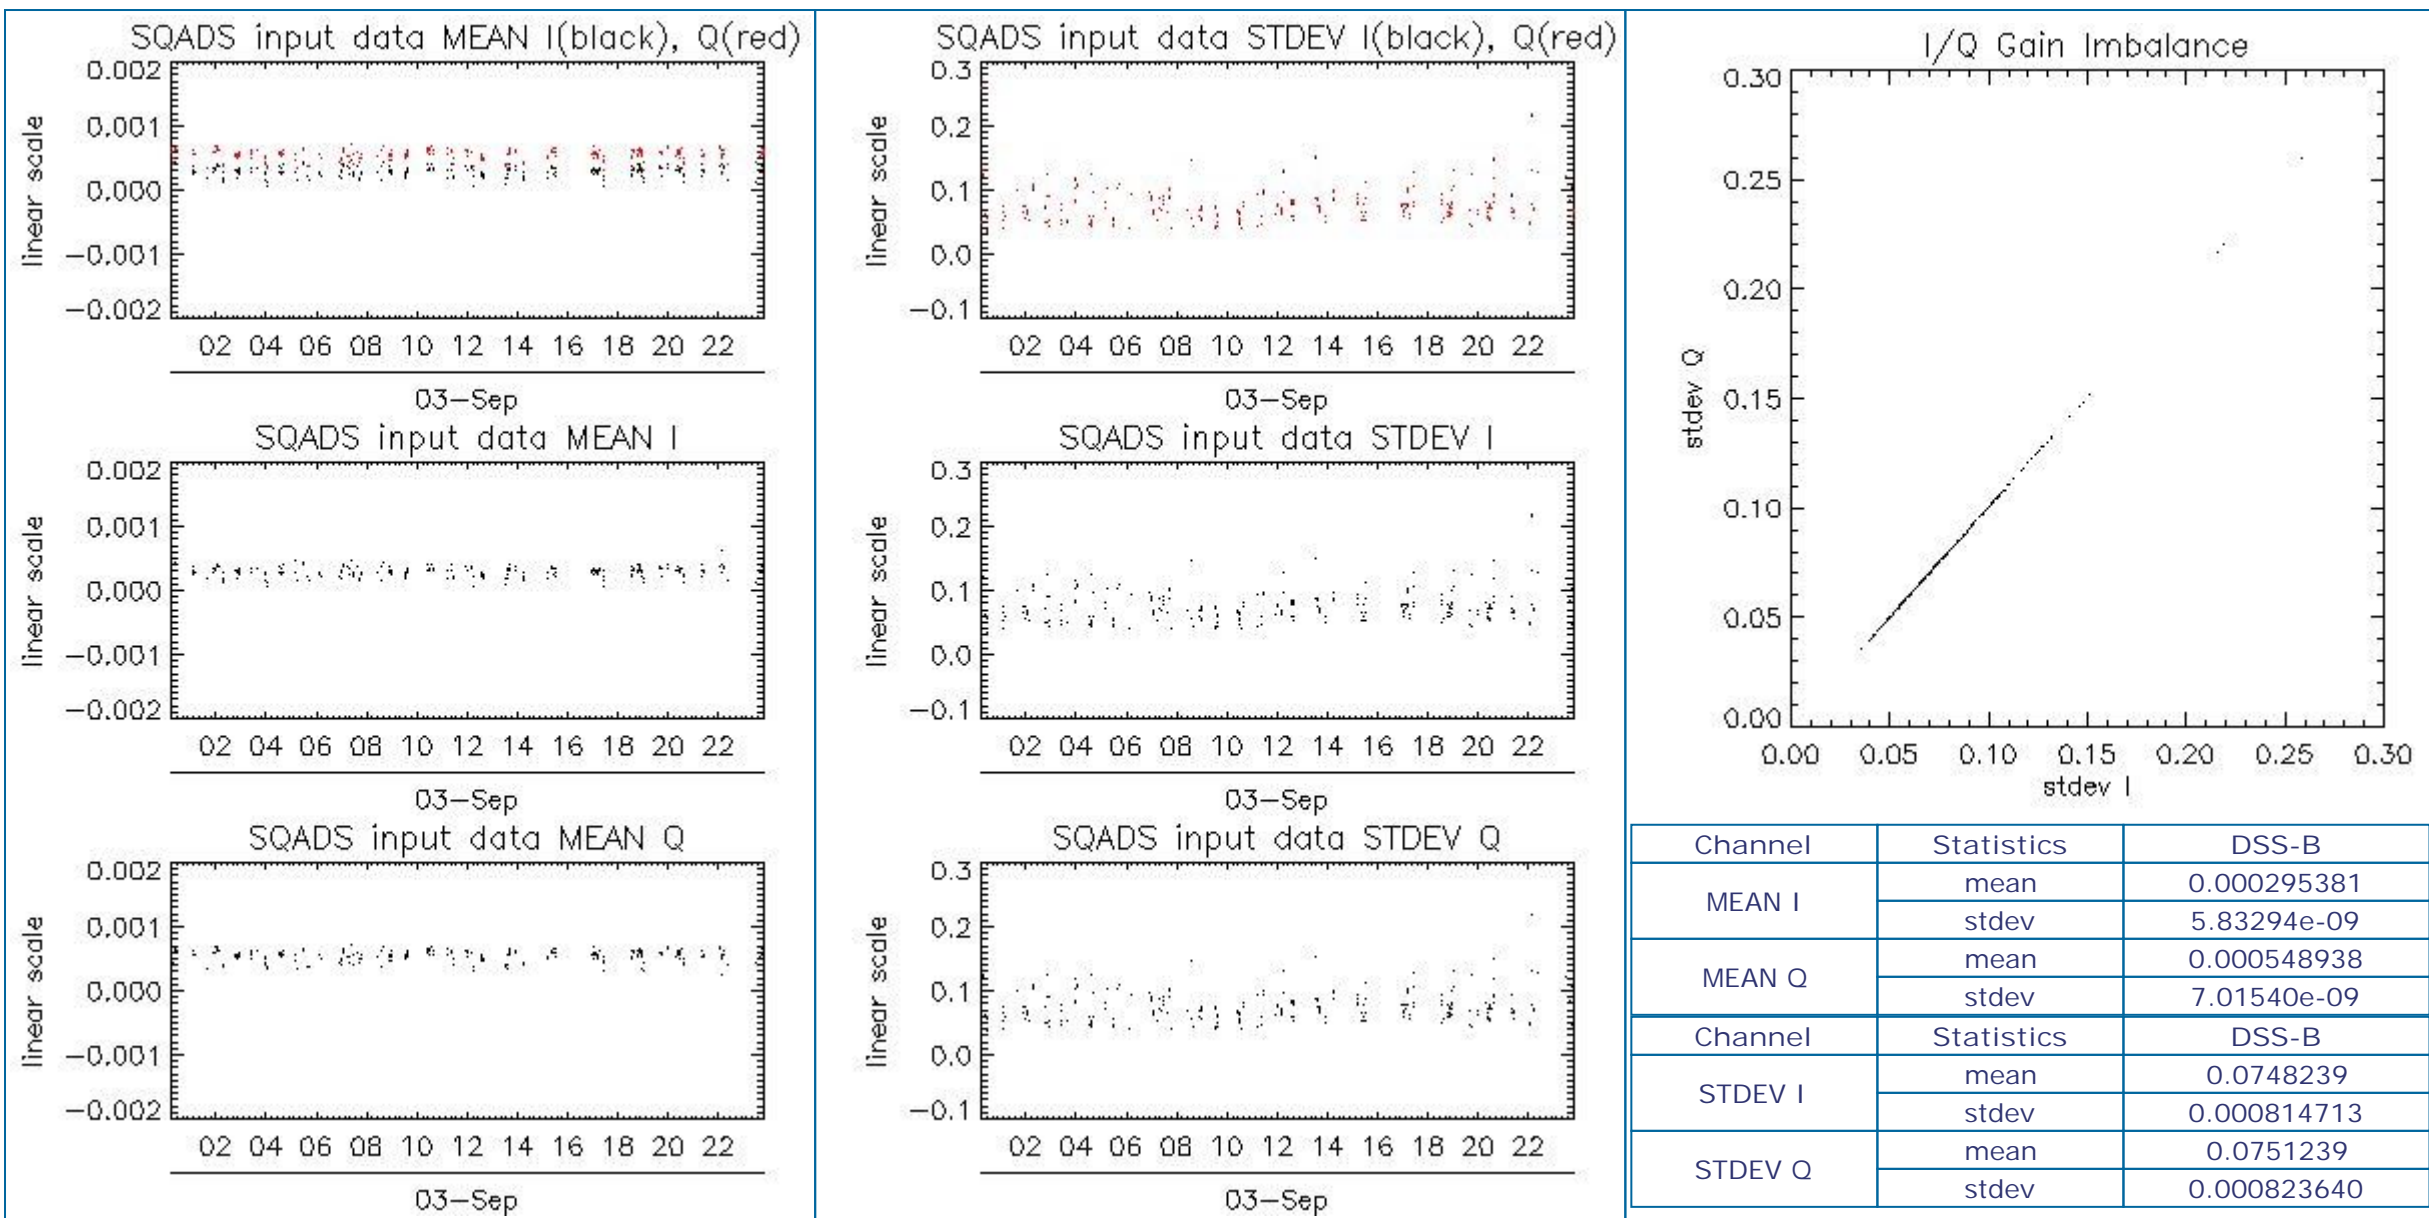 SQADS input data MEAN I(black), Q(red)
0.002
0.001
0.000
−0.001
−0.002
linear scale
02 04 06 08 10 12 14 16 18 20 22
03−Sep
SQADS input data MEAN I
0.002
0.001
0.000
−0.001
−0.002
linear scale
02 04 06 08 10 12 14 16 18 20 22
03−Sep
SQADS input data MEAN Q
0.002
0.001
0.000
−0.001
−0.002
linear scale
02 04 06 08 10 12 14 16 18 20 22
03−Sep
SQADS input data STDEV I(black), Q(red)
0.3
0.2
0.1
0.0
−0.1
linear scale
02 04 06 08 10 12 14 16 18 20 22
03−Sep
SQADS input data STDEV I
0.3
0.2
0.1
0.0
−0.1
linear scale
02 04 06 08 10 12 14 16 18 20 22
03−Sep
SQADS input data STDEV Q
0.3
0.2
0.1
0.0
−0.1
linear scale
02 04 06 08 10 12 14 16 18 20 22
03−Sep
I/Q Gain Imbalance
0.30
0.25
0.20
0.15
0.10
0.05
0.00
stdev Q
0.00 0.05 0.10 0.15 0.20 0.25 0.30
stdev I
Channel Statistics DSS-B
MEAN I mean 0.000295381
stdev 5.83294e-09
MEAN Q mean 0.000548938
stdev 7.01540e-09
Channel Statistics DSS-B
STDEV I mean 0.0748239
stdev 0.000814713
STDEV Q mean 0.0751239
stdev 0.000823640